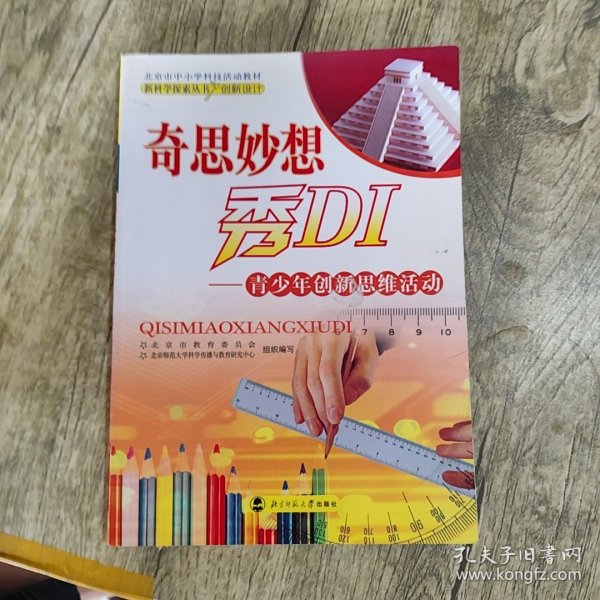 北京市中小学科技活动教材
新科学探索丛书·创新设计
奇思妙想
秀DI
——青少年创新思维活动
QISIMIAOXIANGXIUDI
7 8 9 10
北京市教育委员会
北京师范大学科学传播与教育研究中心
组织编写
北京师范大学出版社
孔夫子旧书网
www.kongfz.com